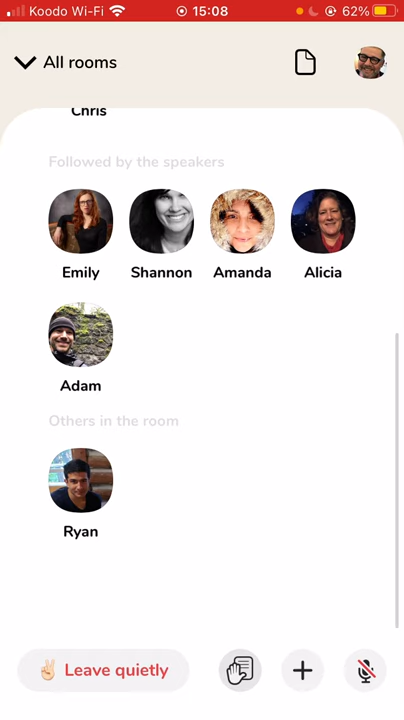 Koodo Wi-Fi 15:08 62%
All rooms
Chris
Followed by the speakers
Emily Shannon Amanda Alicia
Adam
Others in the room
Ryan
✌🏻 Leave quietly